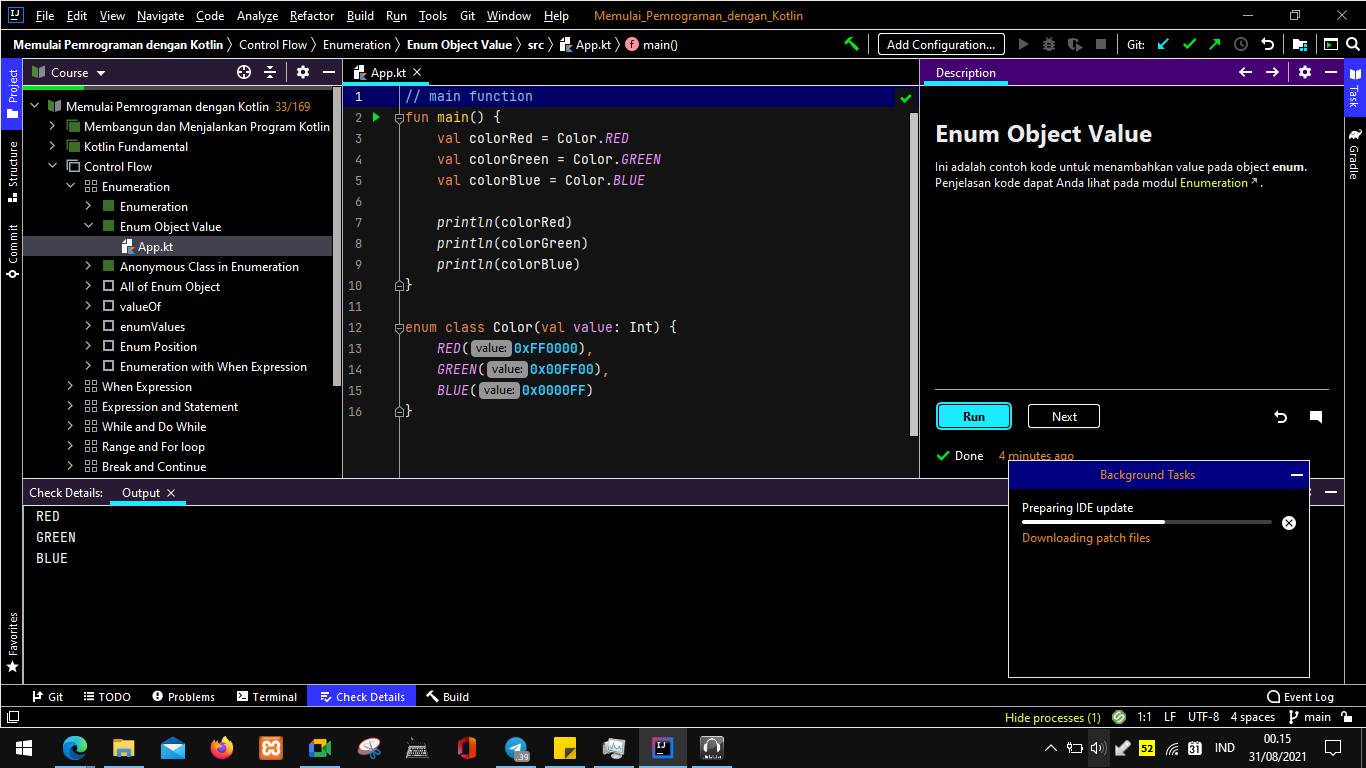 File Edit View Navigate Code Analyze Refactor Build Run Tools Git Window Help Memulai_Pemrograman_dengan_Kotlin
Memulai Pemrograman dengan Kotlin Control Flow Enumeration Enum Object Value src App.kt main() Add Configuration... Git:
Project
Structure
Commit
Favorites
Course
Memulai Pemrograman dengan Kotlin 33/169
Membangun dan Menjalankan Program Kotlin
Kotlin Fundamental
Control Flow
Enumeration
Enumeration
Enum Object Value
App.kt
Anonymous Class in Enumeration
All of Enum Object
valueOf
enumValues
Enum Position
Enumeration with When Expression
When Expression
Expression and Statement
While and Do While
Range and For loop
Break and Continue
App.kt
1 // main function
2 fun main() {
3 val colorRed = Color.RED
4 val colorGreen = Color.GREEN
5 val colorBlue = Color.BLUE
6
7 println(colorRed)
8 println(colorGreen)
9 println(colorBlue)
10 }
11
12 enum class Color(val value: Int) {
13 RED( value: 0xFF0000),
14 GREEN( value: 0x00FF00),
15 BLUE( value: 0x0000FF)
16 }
Description
Enum Object Value
Ini adalah contoh kode untuk menambahkan value pada object enum.
Penjelasan kode dapat Anda lihat pada modul Enumeration ↗.
Run Next
Done 4 minutes ago
Task
Gradle
Background Tasks
Preparing IDE update
Downloading patch files
Check Details: Output
RED
GREEN
BLUE
Git TODO Problems Terminal Check Details Build Event Log
Hide processes (1) 1:1 LF UTF-8 4 spaces main
39 52 31 IND 00.15
31/08/2021